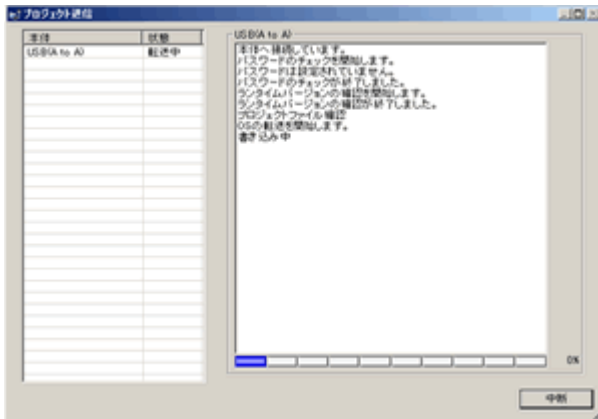 プロジェクト送信
本体
状態
USB(A to A)
転送中
USB(A to A)
本体へ接続しています。
パスワードのチェックを開始します。
パスワードは設定されていません。
パスワードのチェックが終了しました。
ランタイムバージョンの確認を開始します。
ランタイムバージョンの確認が終了しました。
プロジェクトファイル確認
OSの転送を開始します。
書き込み中
0%
中断